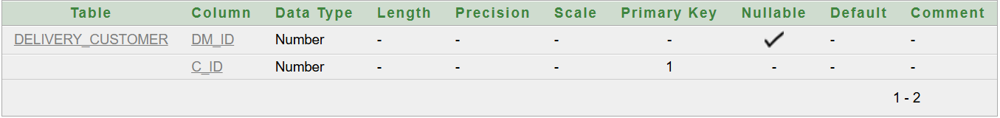 Table Column Data Type Length Precision Scale Primary Key Nullable Default Comment
DELIVERY_CUSTOMER DM_ID Number - - - - ✓ - -
C_ID Number - - - 1 - - -
1 - 2